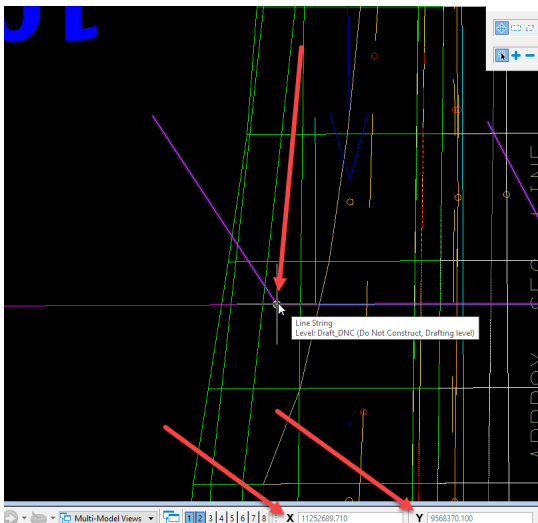 Line String
Level: Draft_DNC (Do Not Construct, Drafting level)
Multi-Model Views
1 2 3 4 5 6 7 8
X 11252689.710
Y 9568370.100